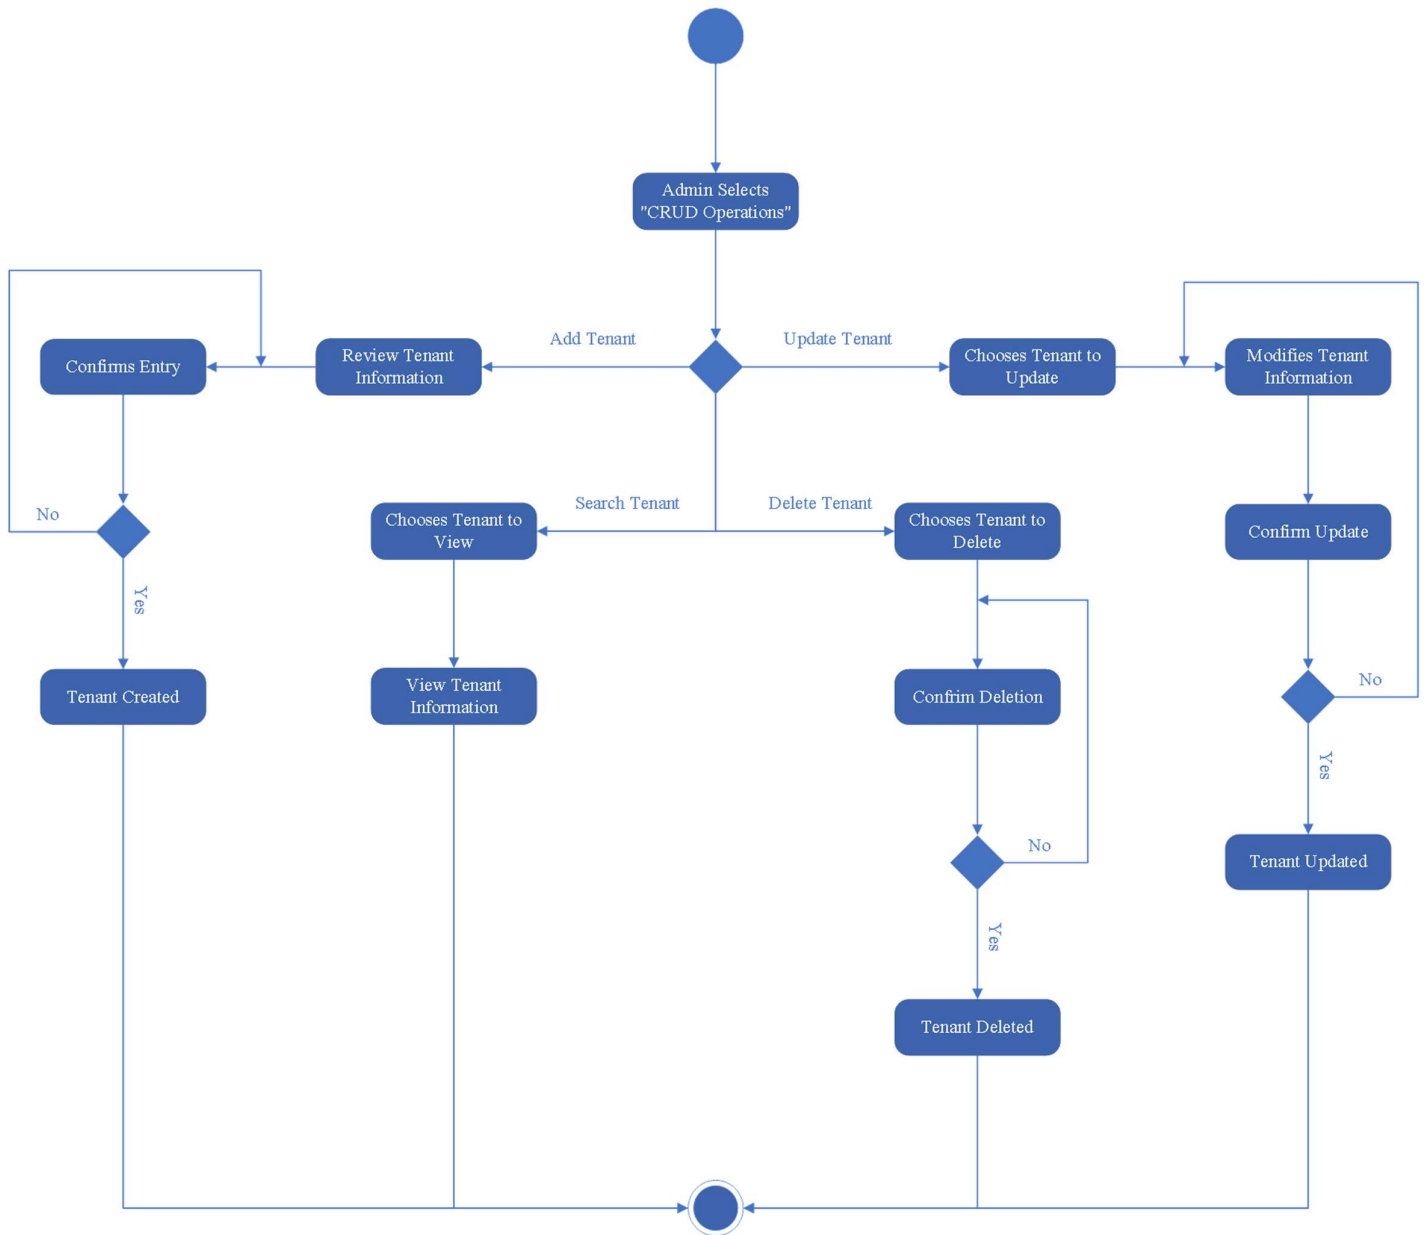 Admin Selects
"CRUD Operations"
Add Tenant
Update Tenant
Confirms Entry
Review Tenant
Information
Chooses Tenant to
Update
Modifies Tenant
Information
No
Search Tenant
Delete Tenant
Chooses Tenant to
View
Chooses Tenant to
Delete
Confirm Update
Yes
Tenant Created
View Tenant
Information
Confrim Deletion
No
Yes
No
Tenant Updated
Yes
Tenant Deleted